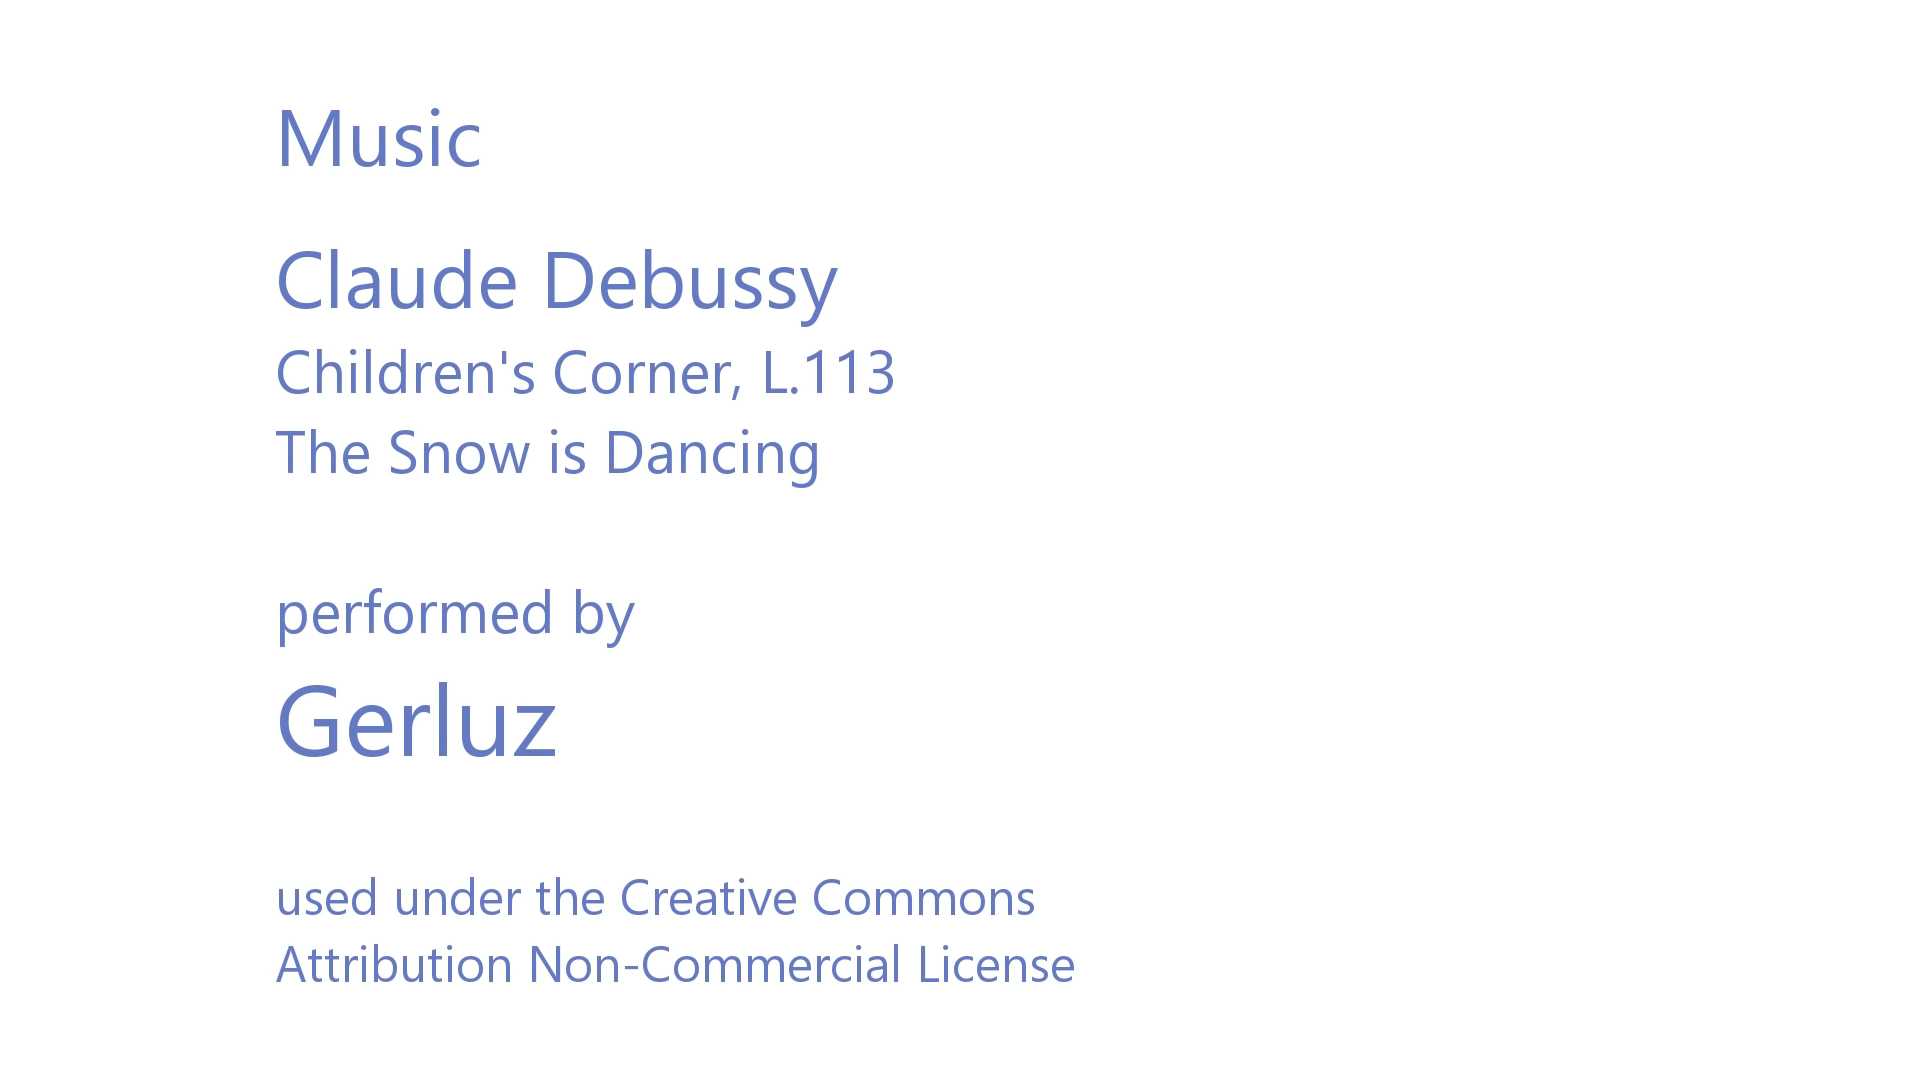 Music
Claude Debussy
Children's Corner, L.113
The Snow is Dancing
performed by
Gerluz
used under the Creative Commons
Attribution Non-Commercial License